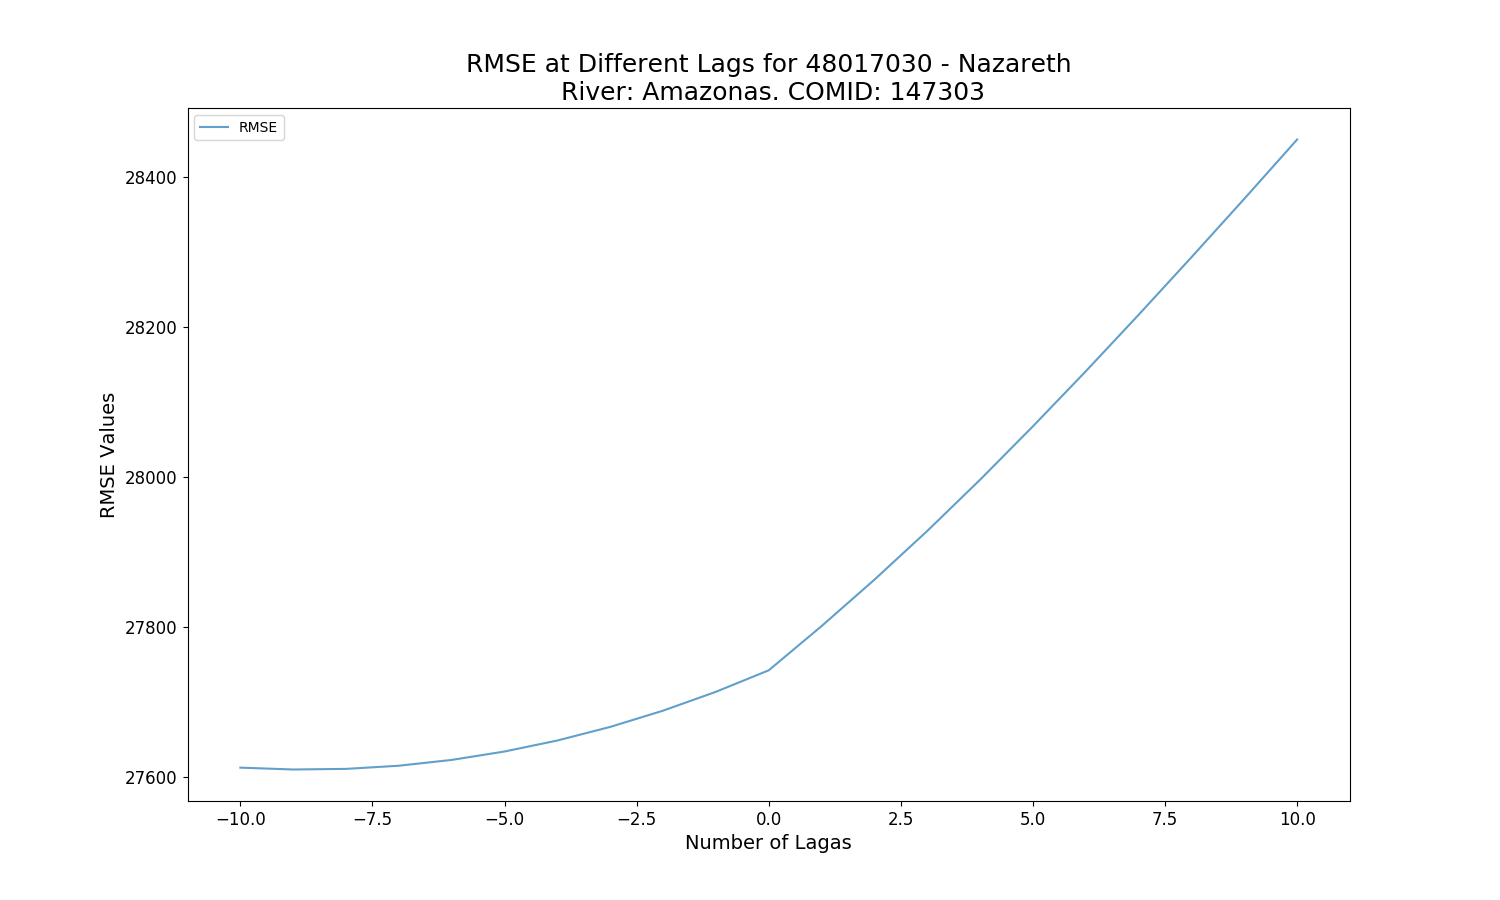 RMSE at Different Lags for 48017030 - Nazareth
River: Amazonas. COMID: 147303
RMSE
28400
28200
28000
27800
27600
RMSE Values
−10.0 −7.5 −5.0 −2.5 0.0 2.5 5.0 7.5 10.0
Number of Lagas